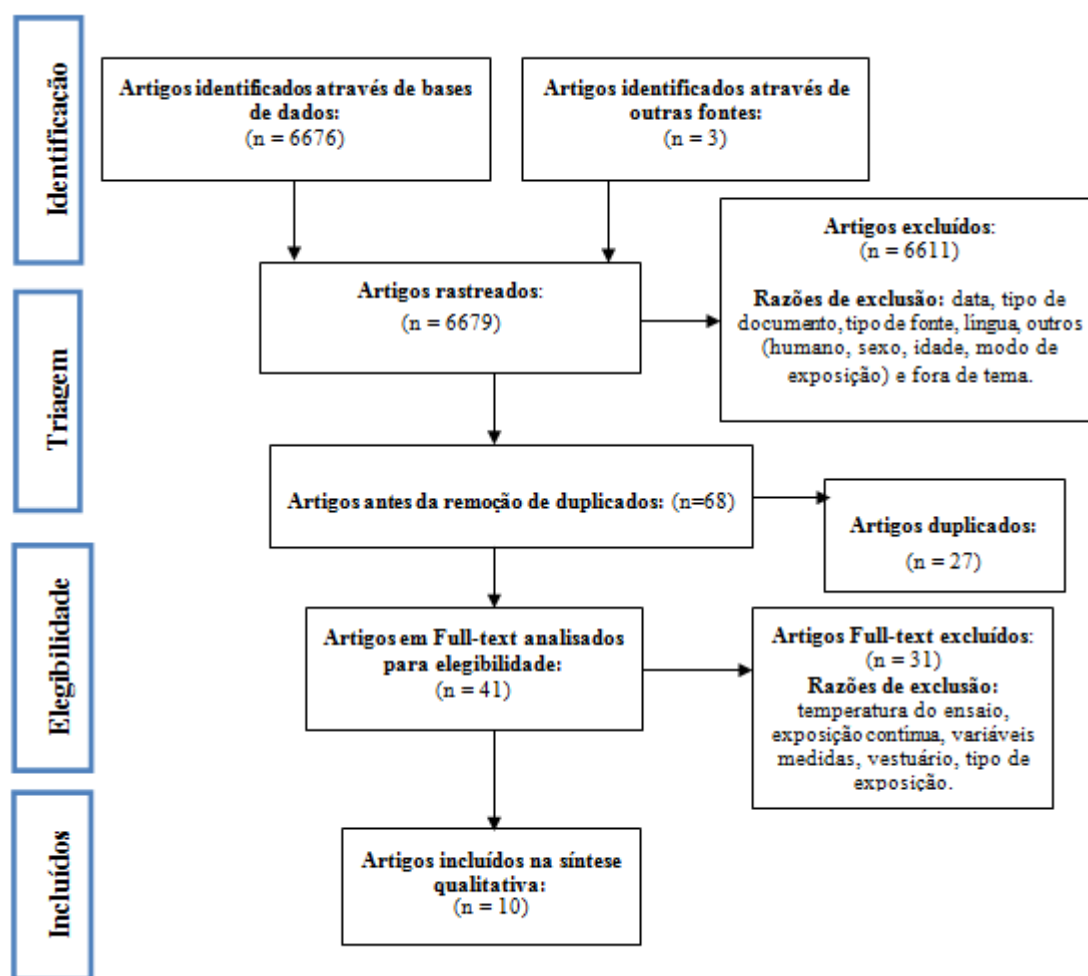 Identificação
Artigos identificados através de bases
de dados:
(n = 6676)
Artigos identificados através de
outras fontes:
(n = 3)
Artigos excluídos:
(n = 6611)
Razões de exclusão: data, tipo de
documento, tipo de fonte, língua, outros
(humano, sexo, idade, modo de
exposição) e fora de tema.
Triagem
Artigos rastreados:
(n = 6679)
Artigos antes da remoção de duplicados: (n=68)
Artigos duplicados:
(n = 27)
Elegibilidade
Artigos em Full-text analisados
para elegibilidade:
(n = 41)
Artigos Full-text excluídos:
(n = 31)
Razões de exclusão:
temperatura do ensaio,
exposição contínua, variáveis
medidas, vestuário, tipo de
exposição.
Incluídos
Artigos incluídos na síntese
qualitativa:
(n = 10)